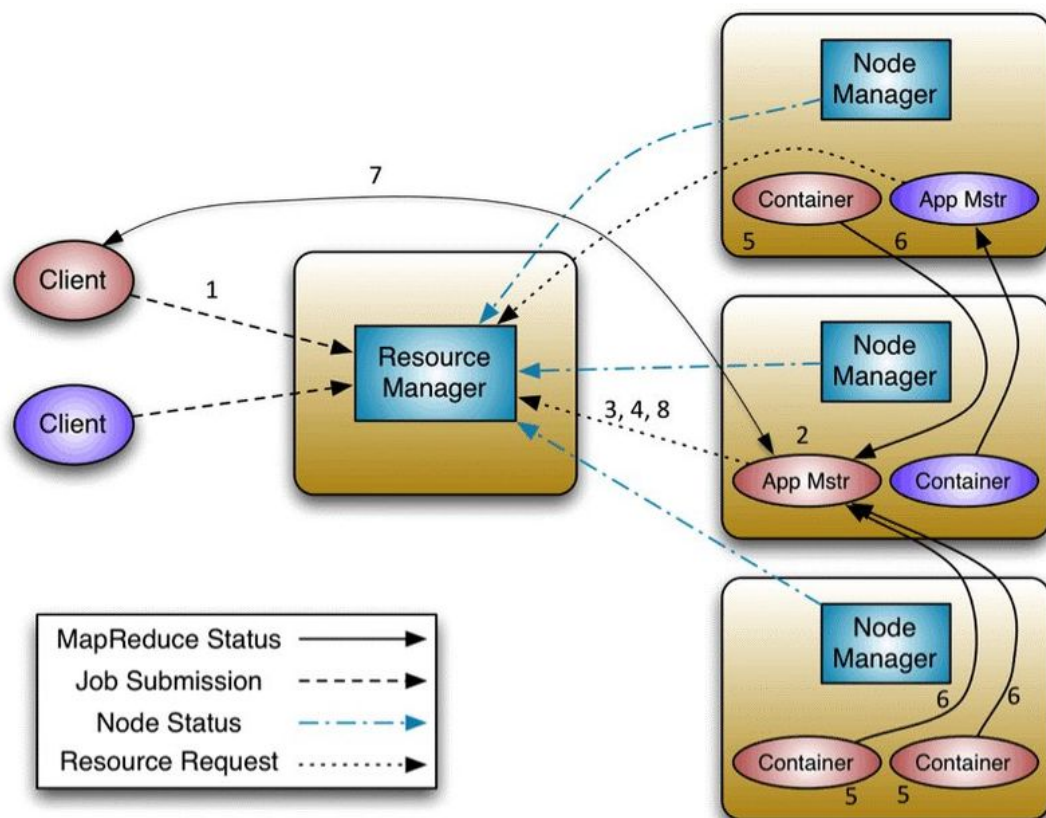 Node
Manager
7
Container
App Mstr
5
6
Client
1
Resource
Manager
Node
Manager
Client
3, 4, 8
2
App Mstr
Container
Node
Manager
MapReduce Status
Job Submission
Node Status
Resource Request
6
6
Container
Container
5
5